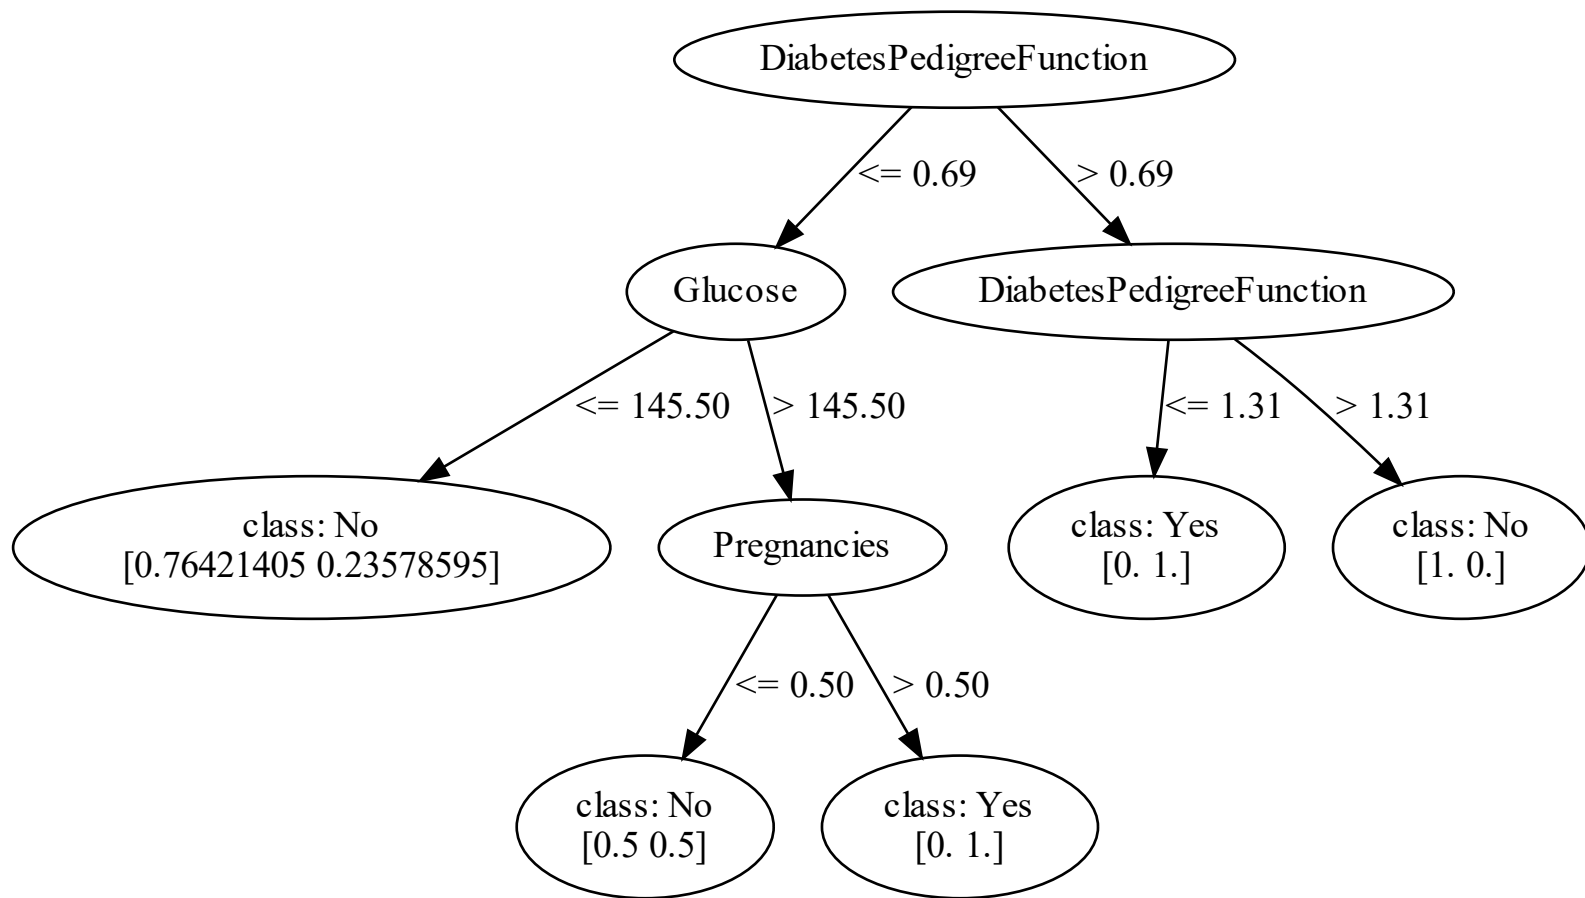 DiabetesPedigreeFunction
<= 0.69
> 0.69
Glucose
DiabetesPedigreeFunction
<= 145.50
> 145.50
<= 1.31
> 1.31
class: No
[0.76421405 0.23578595]
Pregnancies
class: Yes
[0. 1.]
class: No
[1. 0.]
<= 0.50
> 0.50
class: No
[0.5 0.5]
class: Yes
[0. 1.]